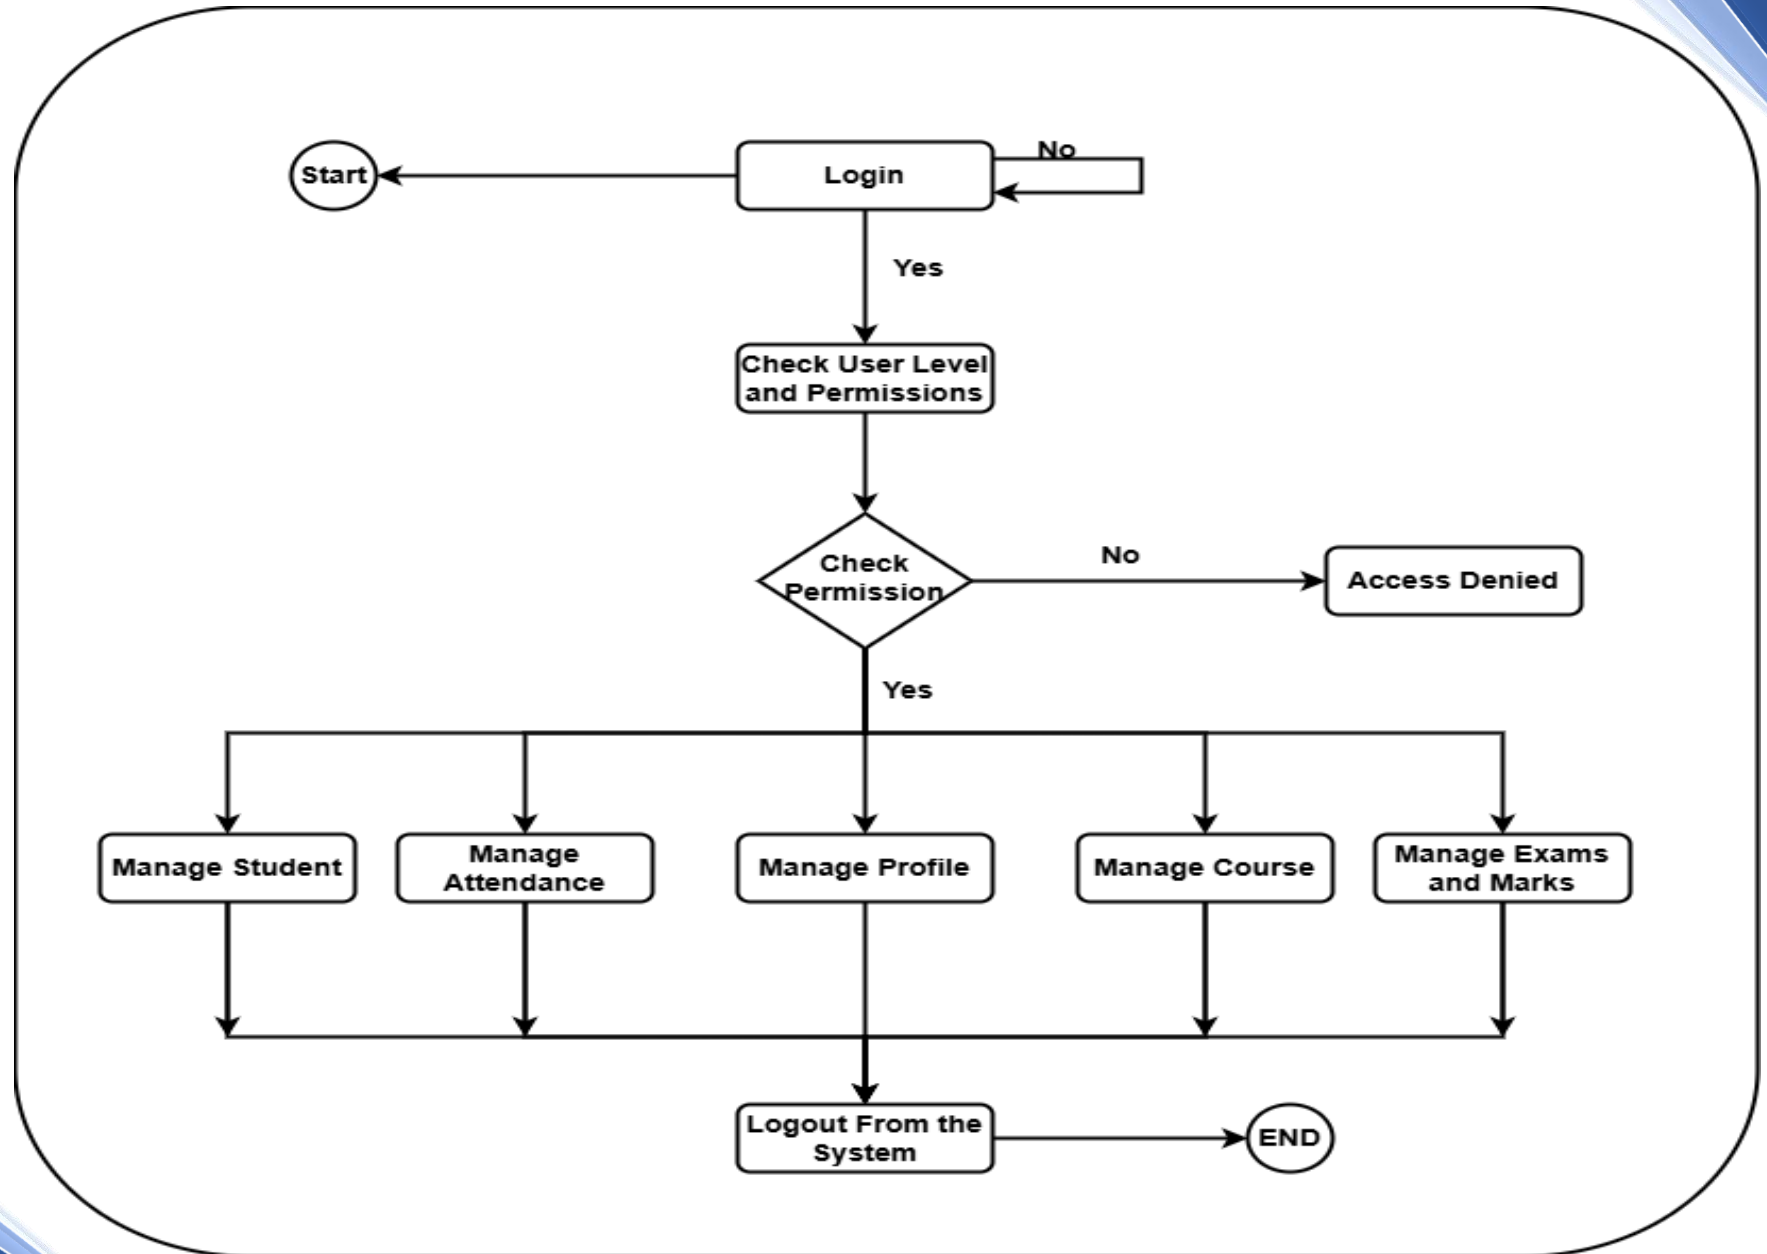 Start
Login
No
Yes
Check User Level
and Permissions
Check
Permission
No
Access Denied
Yes
Manage Student
Manage
Attendance
Manage Profile
Manage Course
Manage Exams
and Marks
Logout From the
System
END